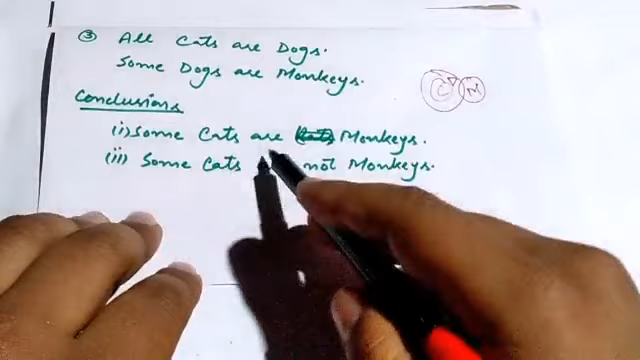 ③ All Cats are Dogs.
Some Dogs are Monkeys.
Conclusions
(i) Some Cats are Monkeys.
(ii) Some Cats not Monkeys.
C D M